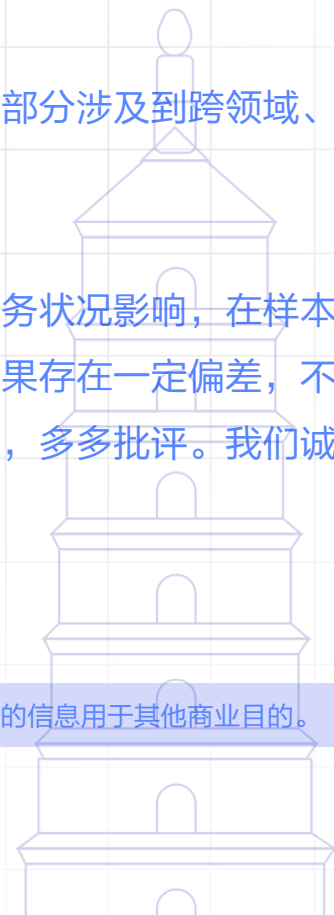 部分涉及到跨领域、
务状况影响，在样本
果存在一定偏差，不
，多多批评。我们诚
的信息用于其他商业目的。